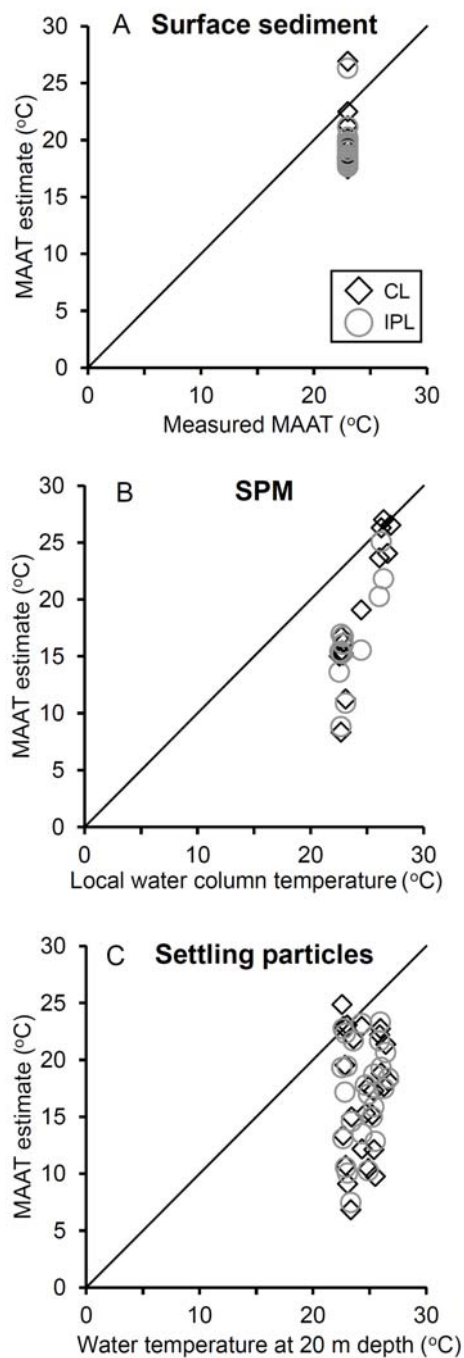 A Surface sediment
30
25
20
15
10
5
0
MAAT estimate (°C)
CL
IPL
0 10 20 30
Measured MAAT (°C)
B SPM
30
25
20
15
10
5
0
MAAT estimate (°C)
0 10 20 30
Local water column temperature (°C)
C Settling particles
30
25
20
15
10
5
0
MAAT estimate (°C)
0 10 20 30
Water temperature at 20 m depth (°C)